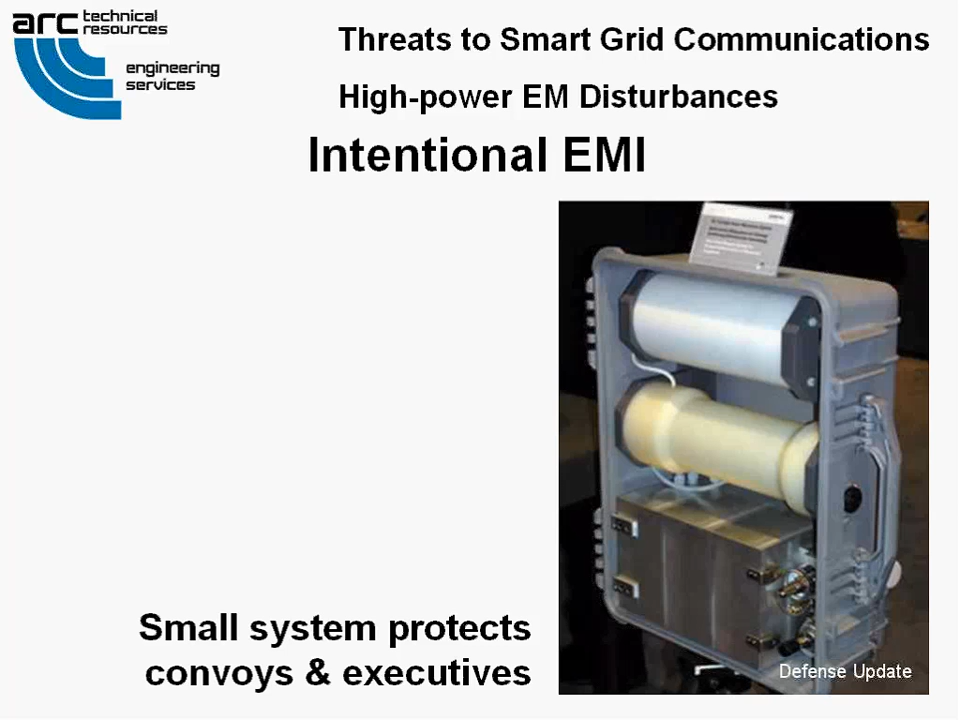 arc technical
resources
engineering
services
Threats to Smart Grid Communications
High-power EM Disturbances
Intentional EMI
Small system protects
convoys & executives
Defense Update